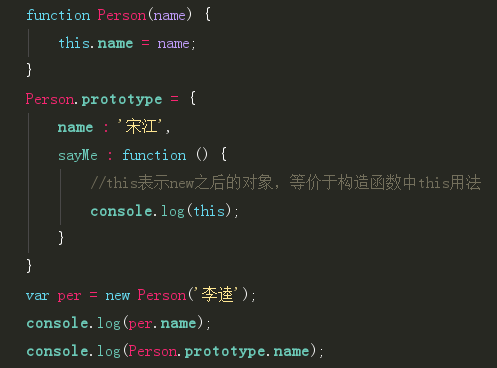 function Person(name) {
this.name = name;
}
Person.prototype = {
name : '宋江',
sayMe : function () {
//this表示new之后的对象，等价于构造函数中this用法
console.log(this);
}
}
var per = new Person('李逵');
console.log(per.name);
console.log(Person.prototype.name);